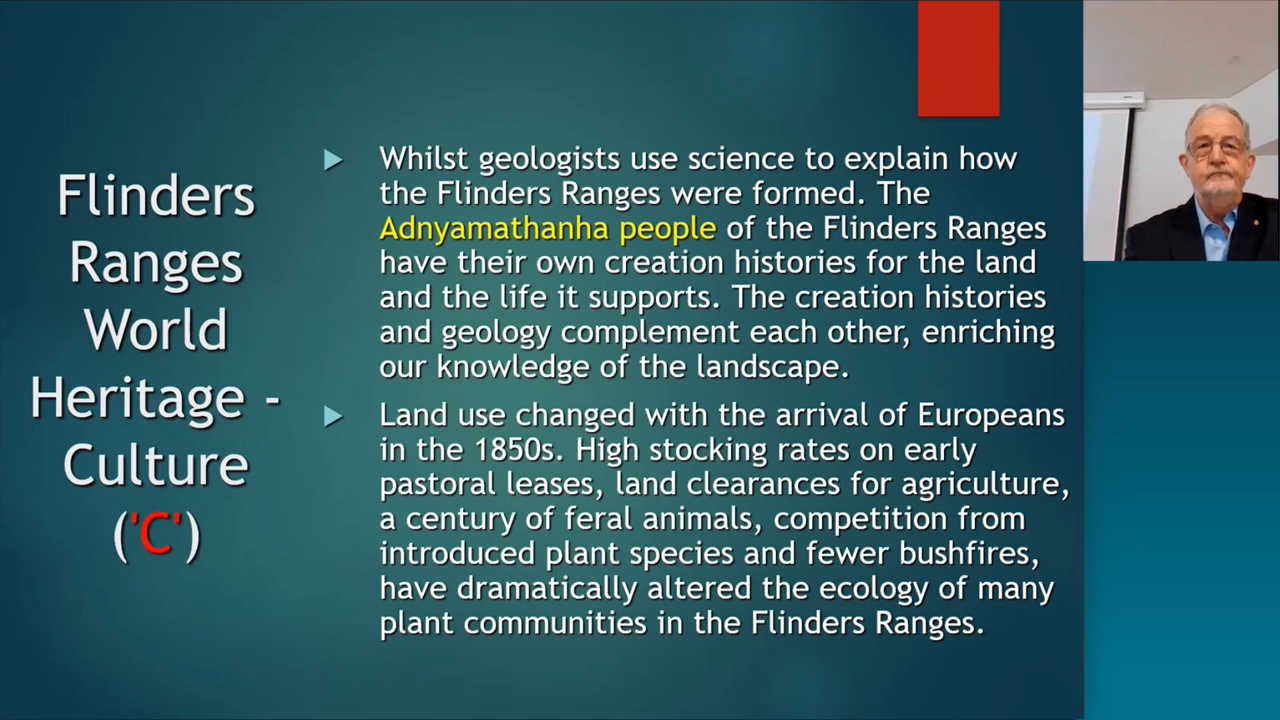 Flinders
Ranges
World
Heritage -
Culture
('C')
Whilst geologists use science to explain how
the Flinders Ranges were formed. The
Adnyamathanha people of the Flinders Ranges
have their own creation histories for the land
and the life it supports. The creation histories
and geology complement each other, enriching
our knowledge of the landscape.
Land use changed with the arrival of Europeans
in the 1850s. High stocking rates on early
pastoral leases, land clearances for agriculture,
a century of feral animals, competition from
introduced plant species and fewer bushfires,
have dramatically altered the ecology of many
plant communities in the Flinders Ranges.